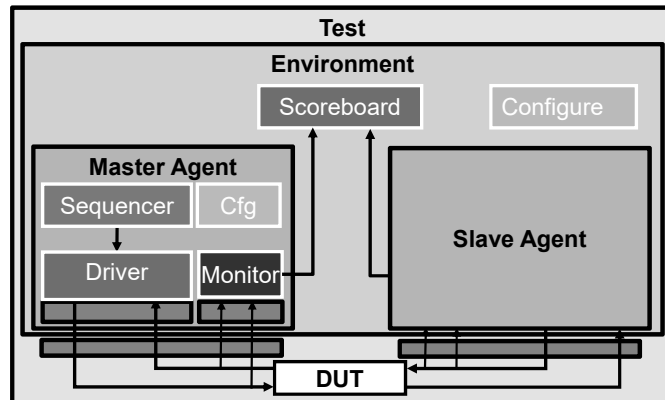 Test
Environment
Scoreboard
Configure
Master Agent
Sequencer
Cfg
Slave Agent
Driver
Monitor
DUT